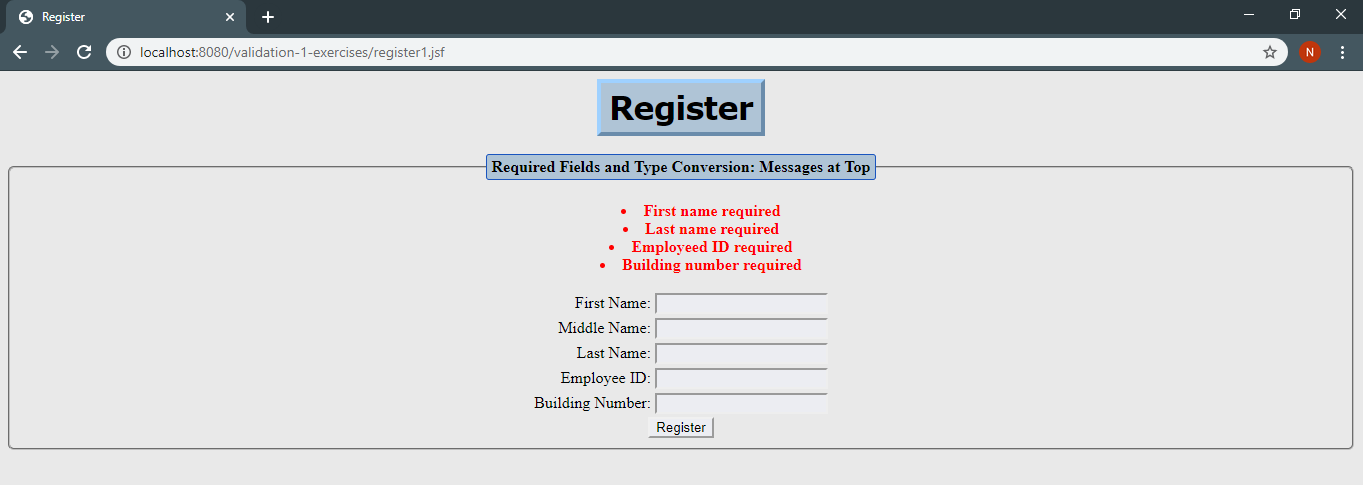 Register
localhost:8080/validation-1-exercises/register1.jsf
N
Register
Required Fields and Type Conversion: Messages at Top
• First name required
• Last name required
• Employeed ID required
• Building number required
First Name:
Middle Name:
Last Name:
Employee ID:
Building Number:
Register